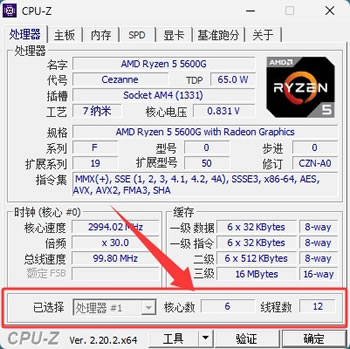 CPU-Z
处理器 主板 内存 SPD 显卡 基准跑分 关于
处理器
名字 AMD Ryzen 5 5600G
代号 Cezanne TDP 65.0 W
插槽 Socket AM4 (1331)
工艺 7 纳米 核心电压 0.831 V
AMD RYZEN 5
规格 AMD Ryzen 5 5600G with Radeon Graphics
系列 F 型号 0 步进 0
扩展系列 19 扩展型号 50 修订 CZN-A0
指令集 MMX(+), SSE (1, 2, 3, 4.1, 4.2, 4A), SSSE3, x86-64, AES,
AVX, AVX2, FMA3, SHA
时钟 (核心 #0)
核心速度 2994.02 MHz
倍频 x 30.0
总线速度 99.80 MHz
额定 FSB
缓存
一级 数据 6 x 32 KBytes 8-way
一级 指令 6 x 32 KBytes 8-way
二级 6 x 512 KBytes 8-way
三级 16 MBytes 16-way
已选择 处理器 #1 核心数 6 线程数 12
CPU-Z Ver. 2.20.2.x64 工具 验证 确定